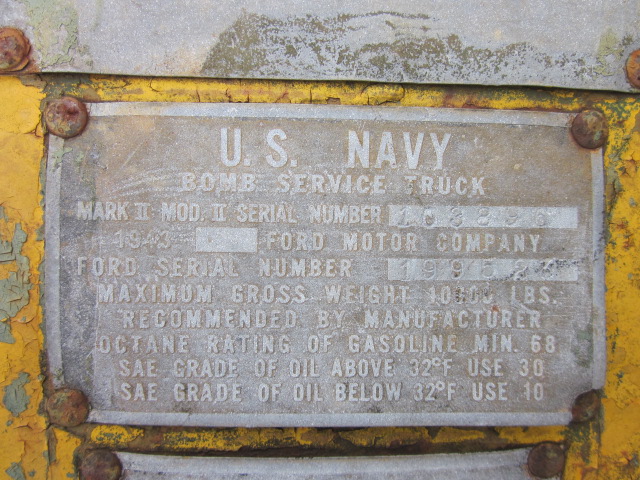 U.S. NAVY
BOMB SERVICE TRUCK
MARK II MOD. II SERIAL NUMBER
1943 FORD MOTOR COMPANY
FORD SERIAL NUMBER
MAXIMUM GROSS WEIGHT LBS.
RECOMMENDED BY MANUFACTURER
OCTANE RATING OF GASOLINE MIN. 68
SAE GRADE OF OIL ABOVE 32°F USE 30
SAE GRADE OF OIL BELOW 32°F USE 10